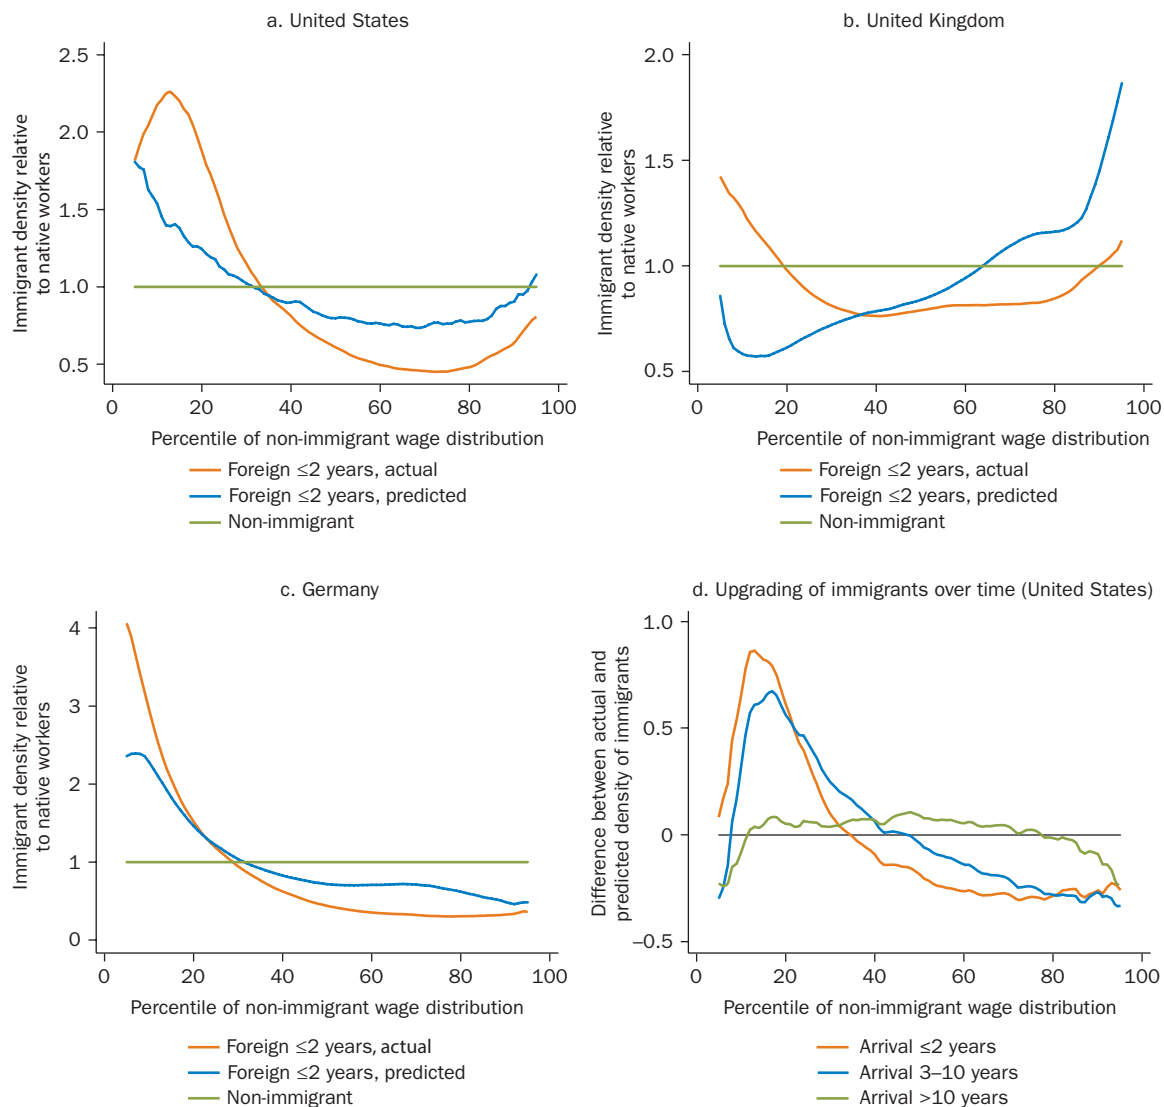 a. United States
Immigrant density relative
to native workers
2.5
2.0
1.5
1.0
0.5
0 20 40 60 80 100
Percentile of non-immigrant wage distribution
Foreign ≤2 years, actual
Foreign ≤2 years, predicted
Non-immigrant
b. United Kingdom
Immigrant density relative
to native workers
2.0
1.5
1.0
0.5
0 20 40 60 80 100
Percentile of non-immigrant wage distribution
Foreign ≤2 years, actual
Foreign ≤2 years, predicted
Non-immigrant
c. Germany
Immigrant density relative
to native workers
4
3
2
1
0
0 20 40 60 80 100
Percentile of non-immigrant wage distribution
Foreign ≤2 years, actual
Foreign ≤2 years, predicted
Non-immigrant
d. Upgrading of immigrants over time (United States)
Difference between actual and
predicted density of immigrants
1.0
0.5
0
–0.5
0 20 40 60 80 100
Percentile of non-immigrant wage distribution
Arrival ≤2 years
Arrival 3–10 years
Arrival >10 years